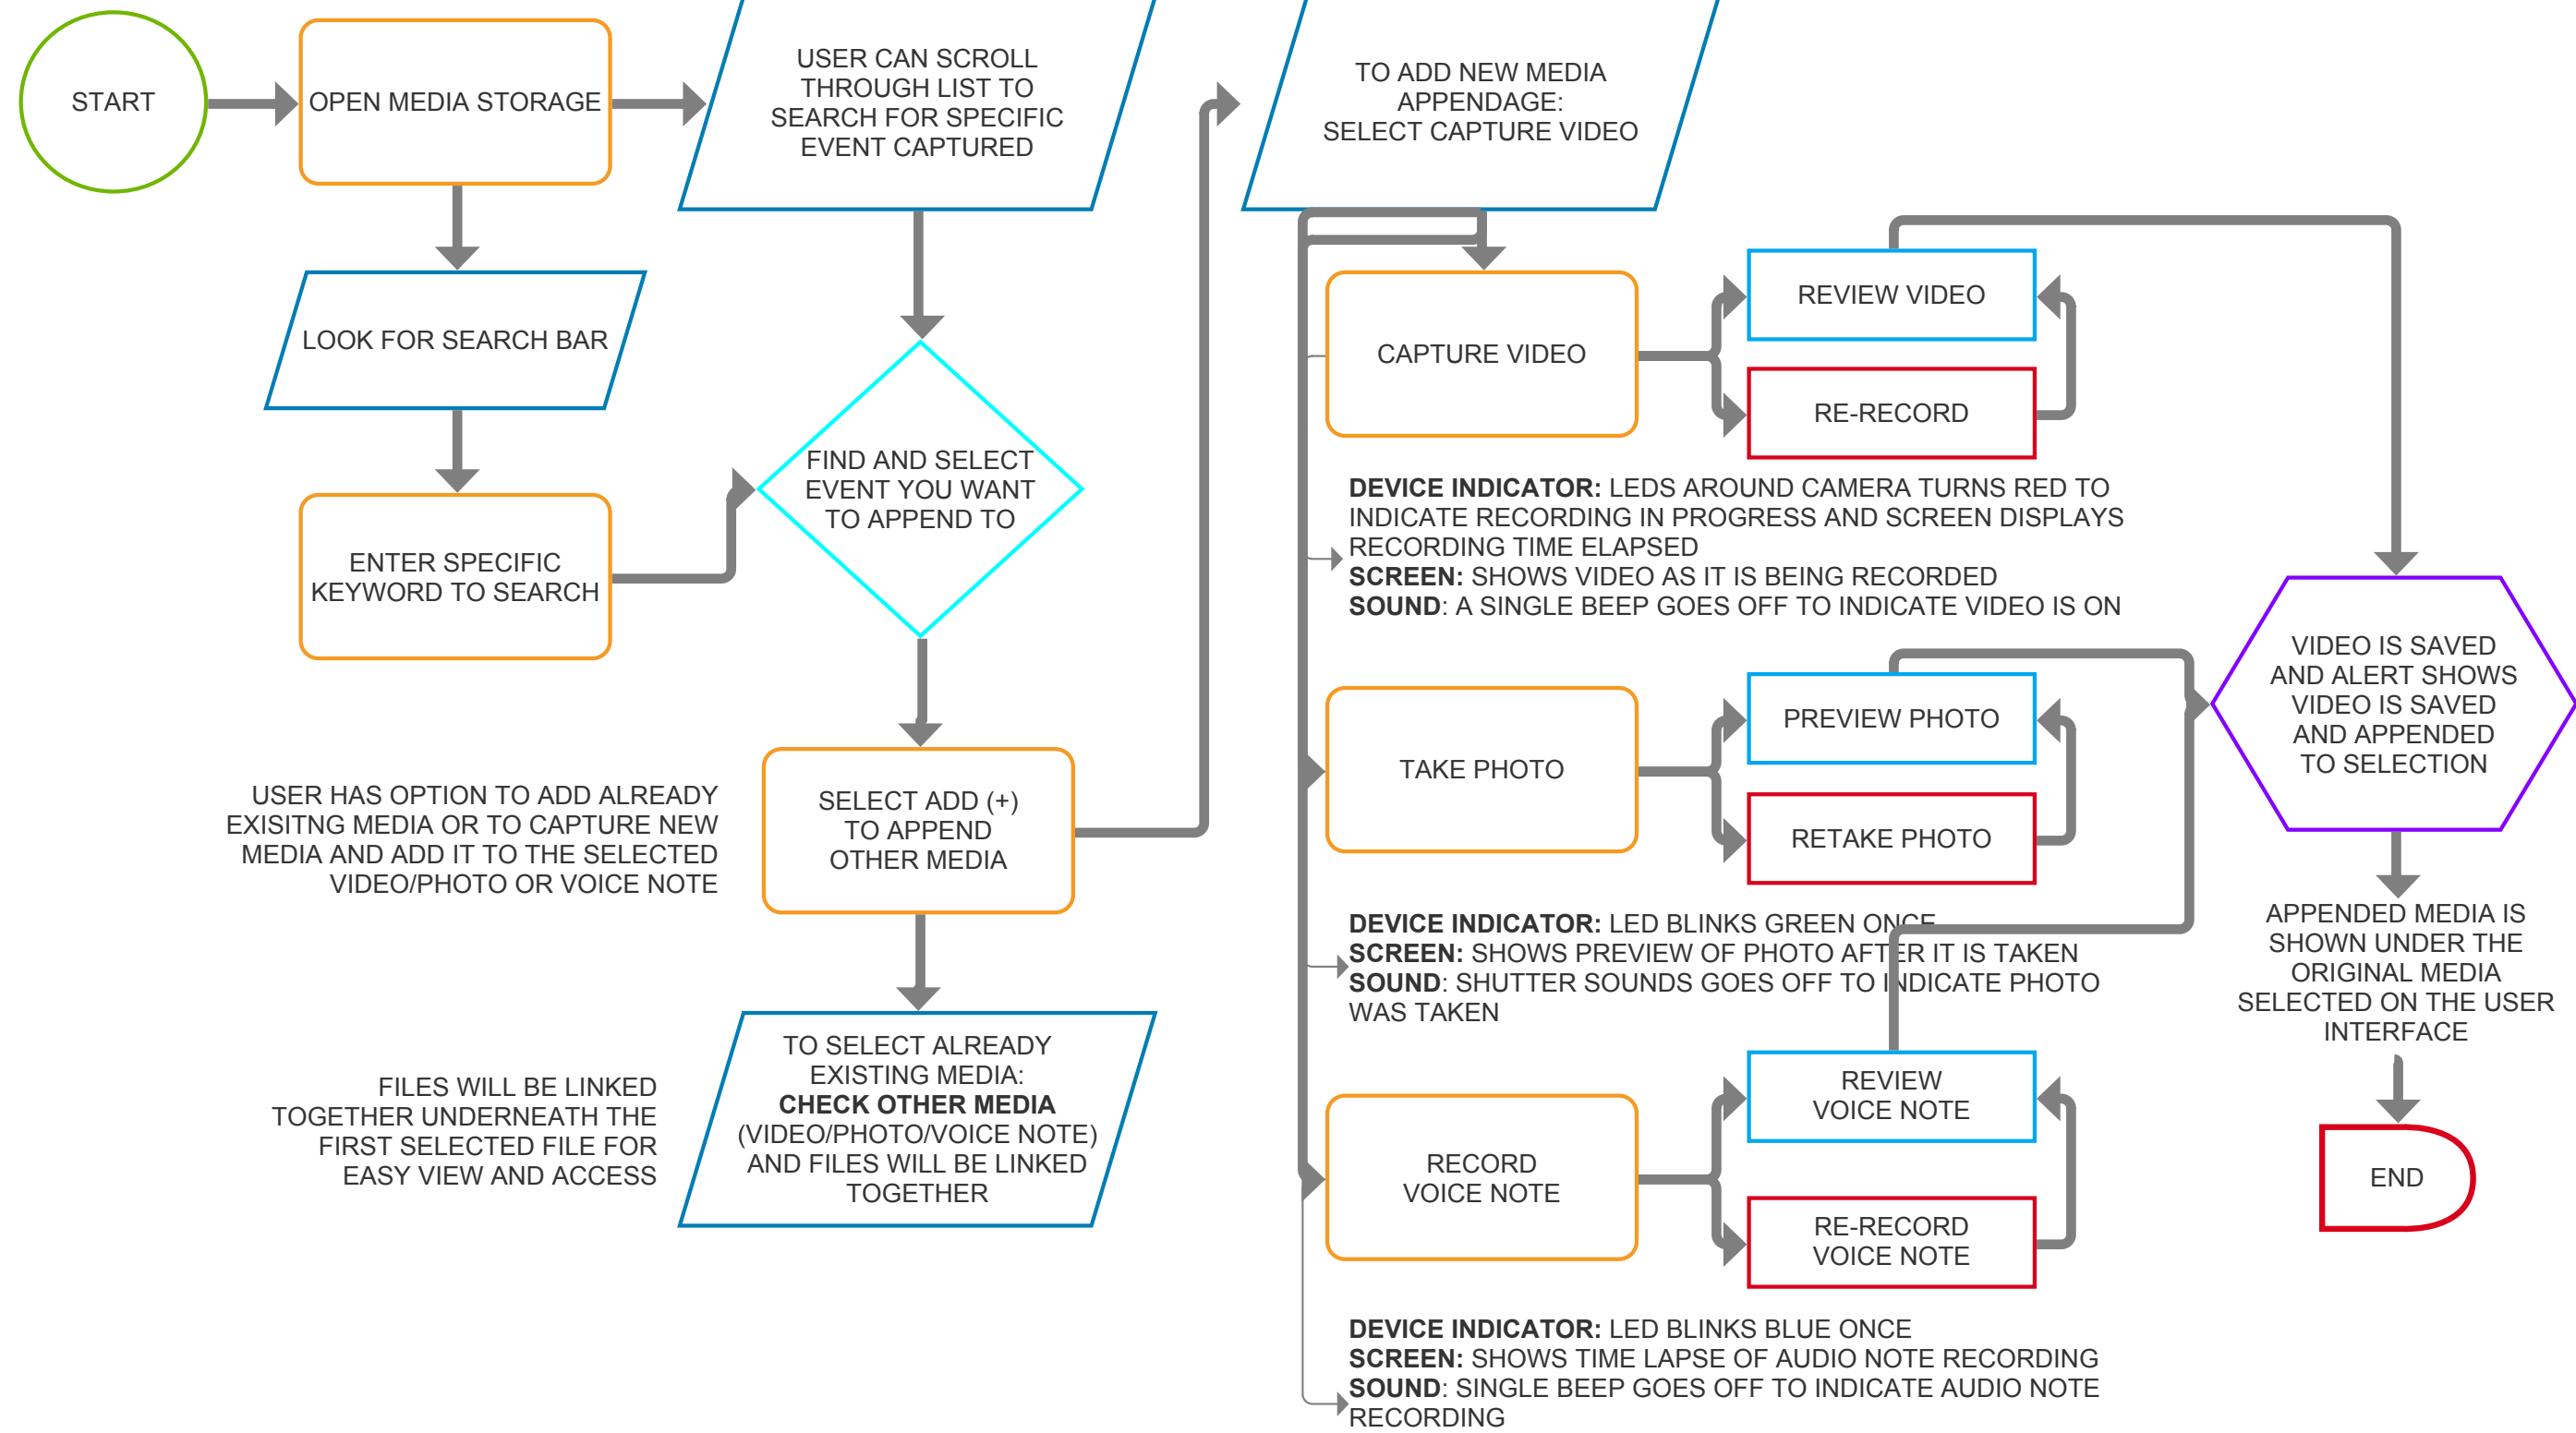 START
OPEN MEDIA STORAGE
USER CAN SCROLL
THROUGH LIST TO
SEARCH FOR SPECIFIC
EVENT CAPTURED
TO ADD NEW MEDIA
APPENDAGE:
SELECT CAPTURE VIDEO
LOOK FOR SEARCH BAR
ENTER SPECIFIC
KEYWORD TO SEARCH
FIND AND SELECT
EVENT YOU WANT
TO APPEND TO
USER HAS OPTION TO ADD ALREADY
EXISITNG MEDIA OR TO CAPTURE NEW
MEDIA AND ADD IT TO THE SELECTED
VIDEO/PHOTO OR VOICE NOTE
SELECT ADD (+)
TO APPEND
OTHER MEDIA
FILES WILL BE LINKED
TOGETHER UNDERNEATH THE
FIRST SELECTED FILE FOR
EASY VIEW AND ACCESS
TO SELECT ALREADY
EXISTING MEDIA:
CHECK OTHER MEDIA
(VIDEO/PHOTO/VOICE NOTE)
AND FILES WILL BE LINKED
TOGETHER
CAPTURE VIDEO
REVIEW VIDEO
RE-RECORD
DEVICE INDICATOR: LEDS AROUND CAMERA TURNS RED TO
INDICATE RECORDING IN PROGRESS AND SCREEN DISPLAYS
RECORDING TIME ELAPSED
SCREEN: SHOWS VIDEO AS IT IS BEING RECORDED
SOUND: A SINGLE BEEP GOES OFF TO INDICATE VIDEO IS ON
TAKE PHOTO
PREVIEW PHOTO
RETAKE PHOTO
DEVICE INDICATOR: LED BLINKS GREEN ONCE
SCREEN: SHOWS PREVIEW OF PHOTO AFTER IT IS TAKEN
SOUND: SHUTTER SOUNDS GOES OFF TO INDICATE PHOTO
WAS TAKEN
RECORD
VOICE NOTE
REVIEW
VOICE NOTE
RE-RECORD
VOICE NOTE
DEVICE INDICATOR: LED BLINKS BLUE ONCE
SCREEN: SHOWS TIME LAPSE OF AUDIO NOTE RECORDING
SOUND: SINGLE BEEP GOES OFF TO INDICATE AUDIO NOTE
RECORDING
VIDEO IS SAVED
AND ALERT SHOWS
VIDEO IS SAVED
AND APPENDED
TO SELECTION
APPENDED MEDIA IS
SHOWN UNDER THE
ORIGINAL MEDIA
SELECTED ON THE USER
INTERFACE
END